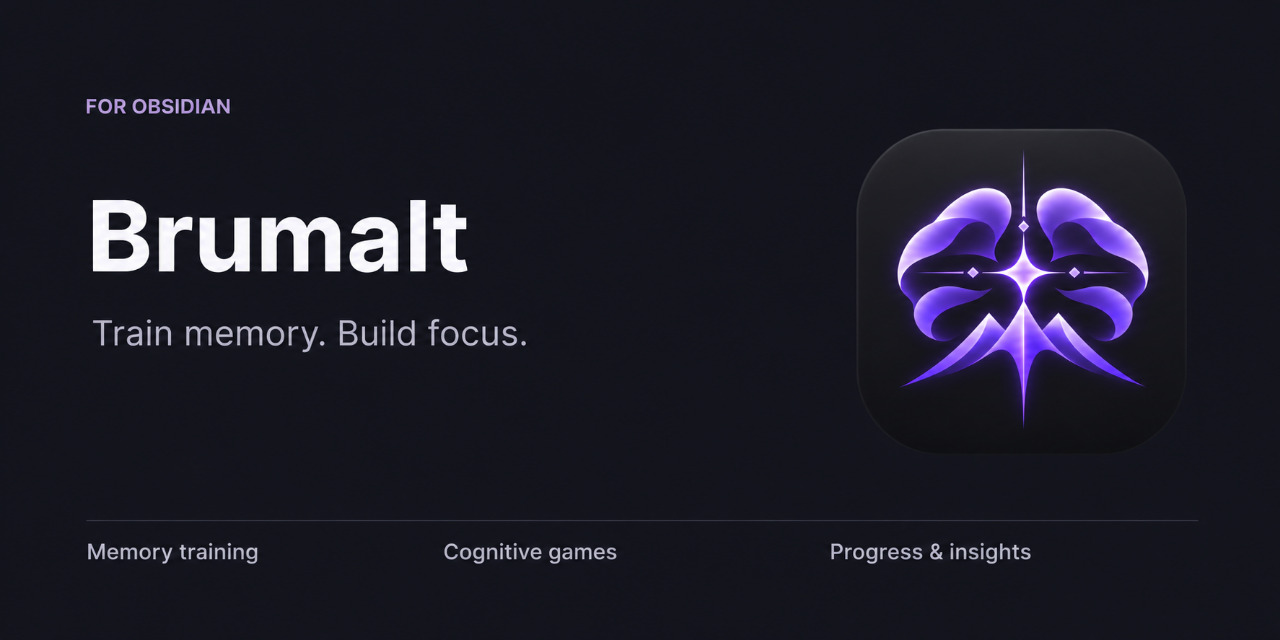 FOR OBSIDIAN
Brumalt
Train memory. Build focus.
Memory training
Cognitive games
Progress & insights